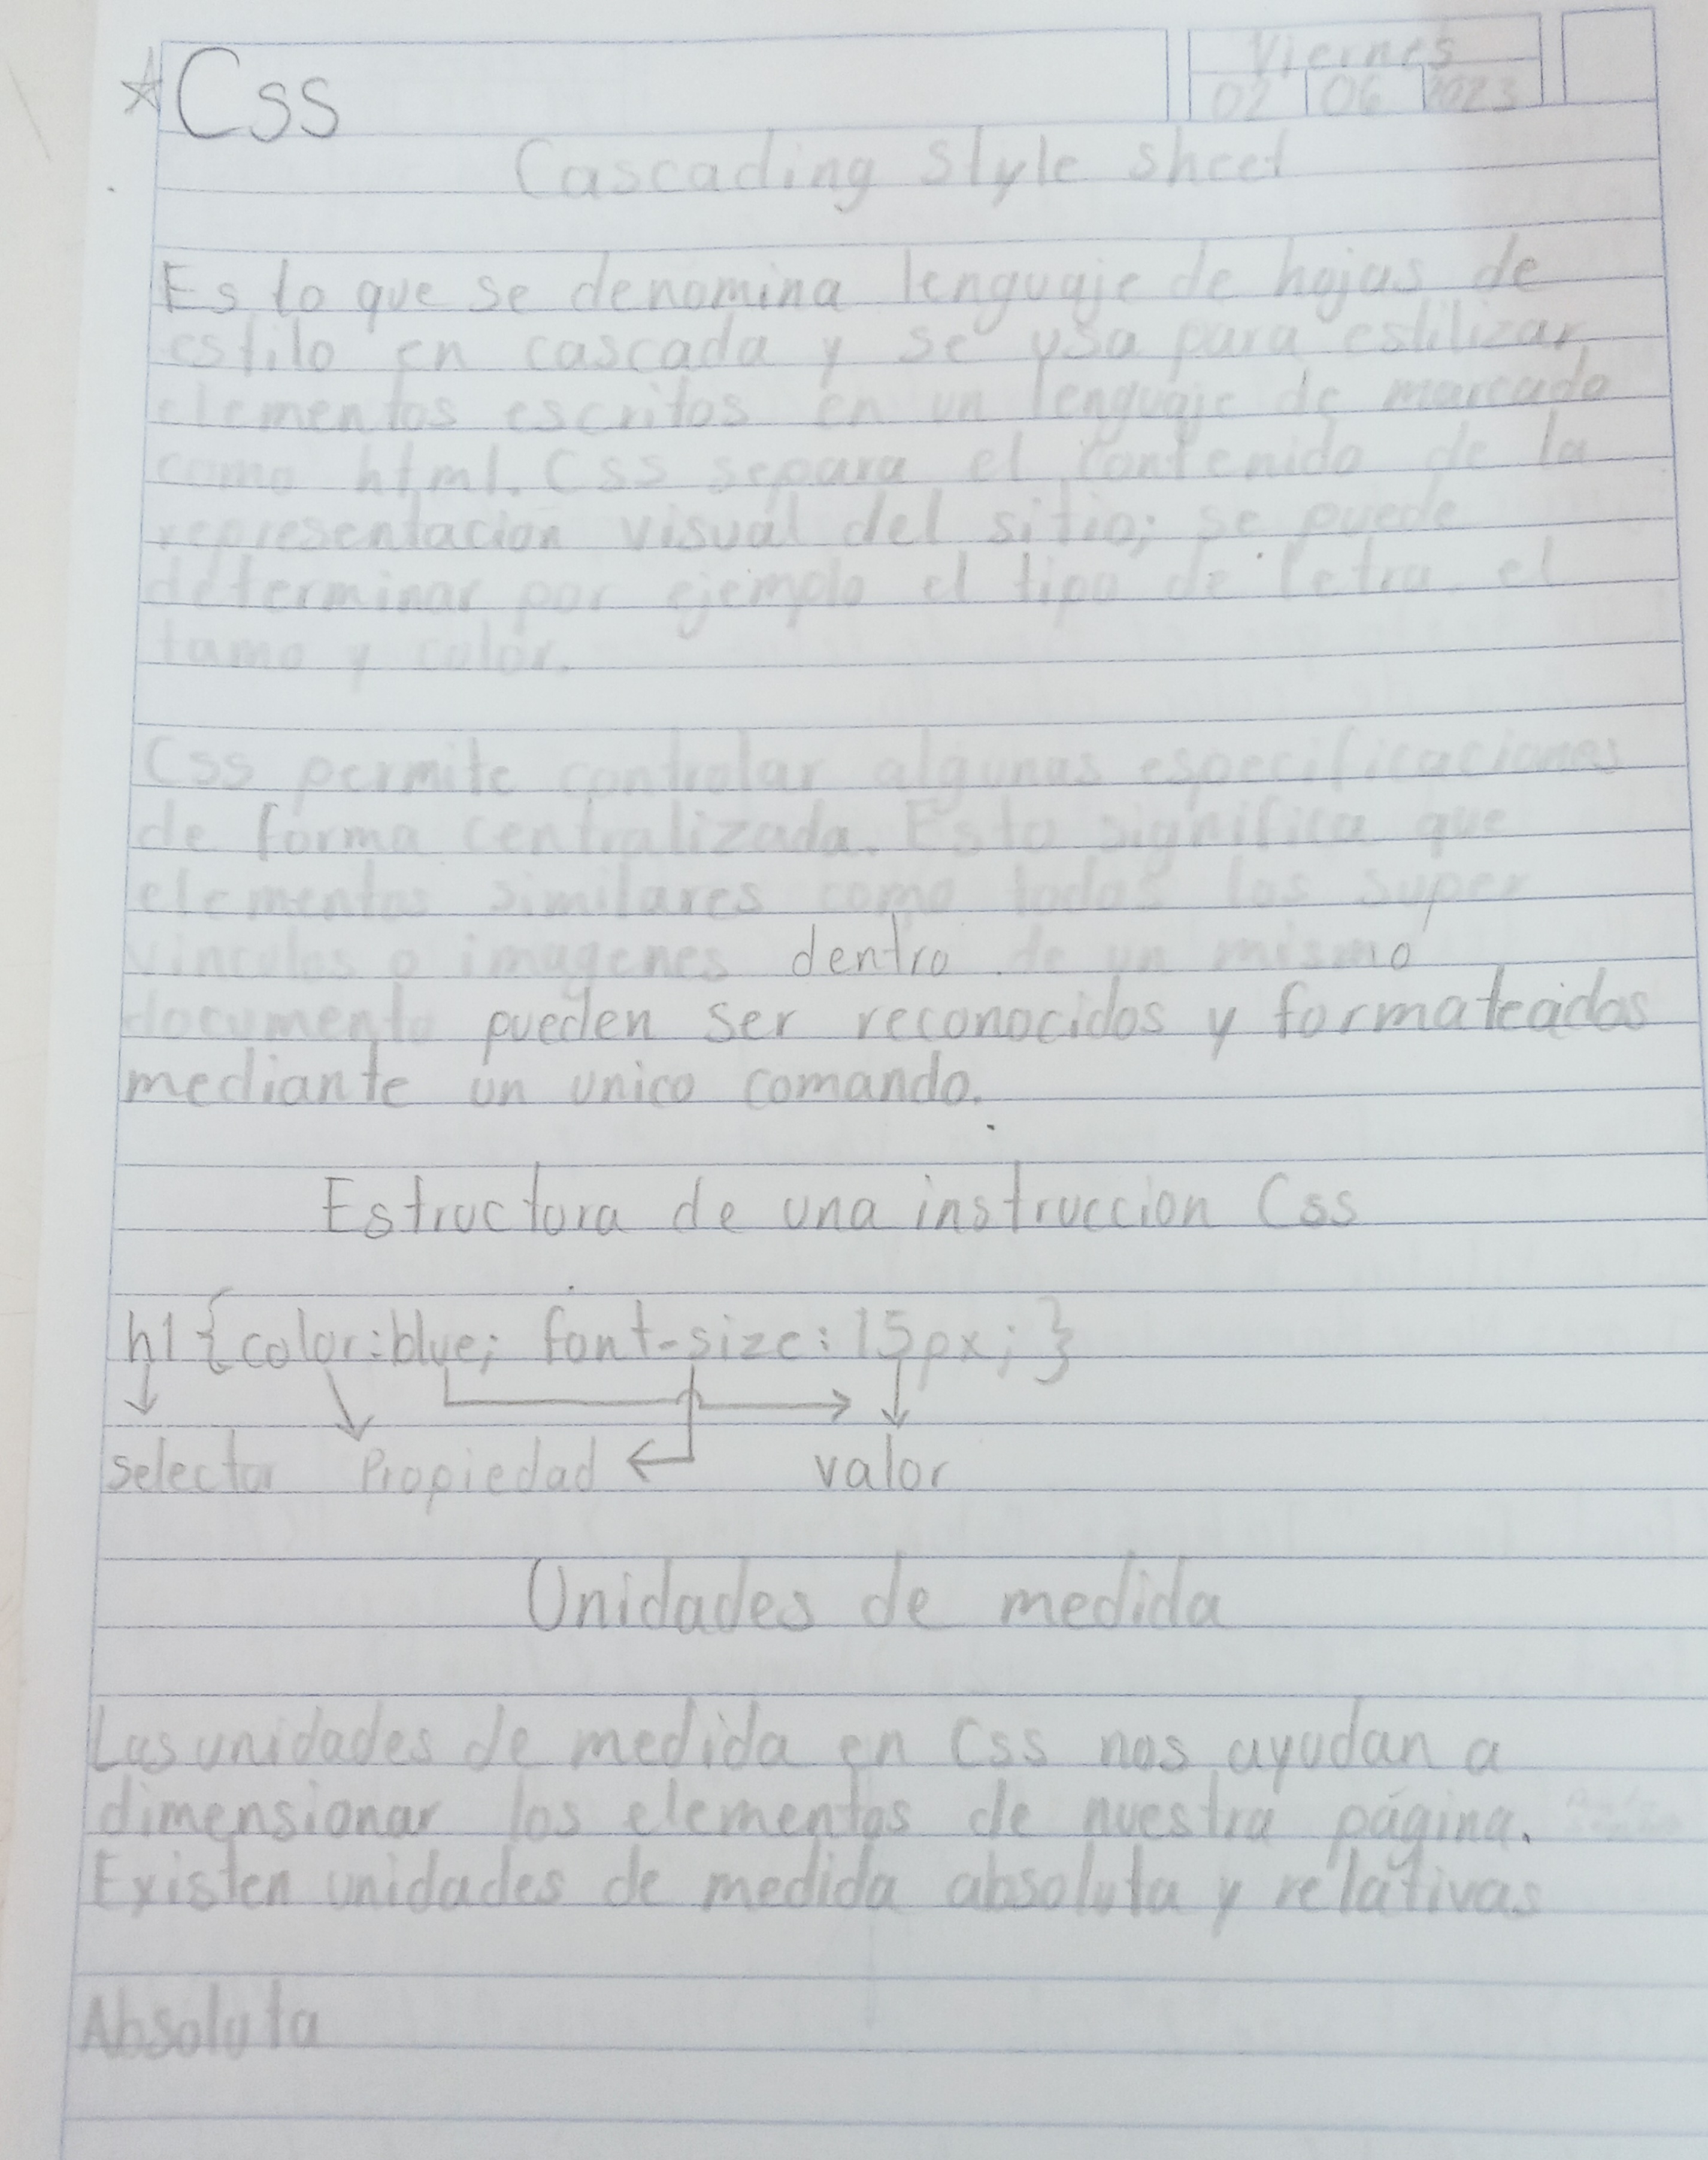 Viernes
☆ Css
02 06 2023
Cascading style sheet
Es lo que se denomina lenguaje de hojas de
estilo en cascada y se usa para estilizar
elementos escritos en un lenguaje de marcado
como html. Css separa el contenido de la
representacion visual del sitio; se puede
determinar por ejemplo el tipo de letra, el
tamo y color.
Css permite controlar algunas especificaciones
de forma centralizada. Esto significa que
elementos similares como todos los super
vinculos o imagenes dentro de un mismo
documento pueden ser reconocidos y formateados
mediante un unico comando.
Estructura de una instruccion Css
h1{color:blue; font-size:15px;}
selector Propiedad valor
Unidades de medida
Las unidades de medida en Css nos ayudan a
dimensionar los elementos de nuestra página.
Existen unidades de medida absoluta y relativas
Absoluta